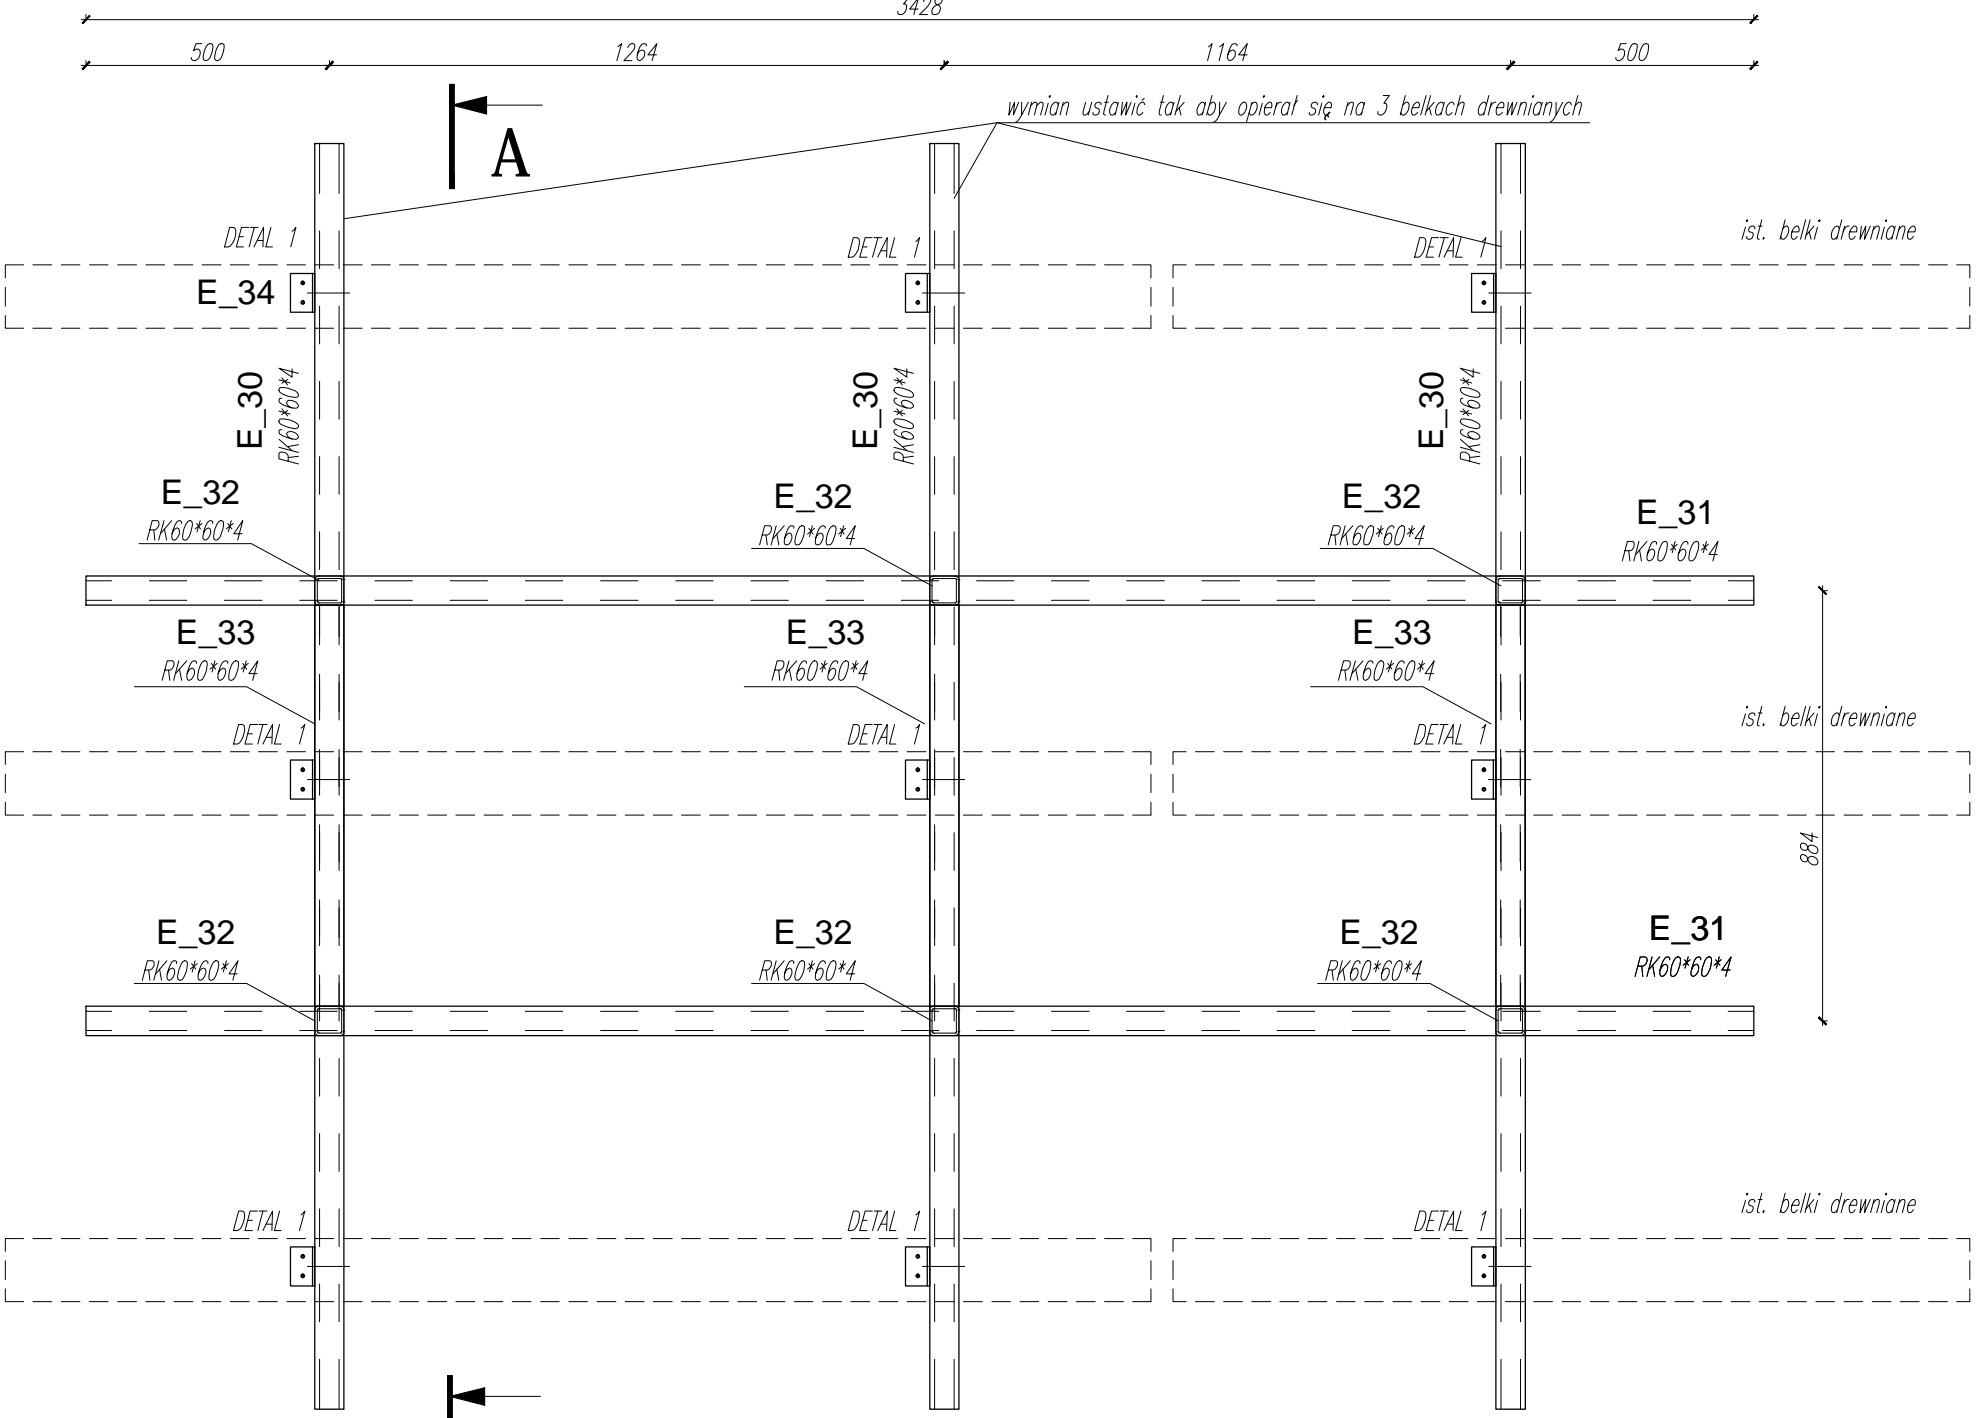 3428
500 1264 1164 500
wymian ustawić tak aby opierał się na 3 belkach drewnianych
A
DETAL 1 DETAL 1 DETAL 1 ist. belki drewniane
E_34
E_30 E_30 E_30
RK60*60*4 RK60*60*4 RK60*60*4
E_32 E_32 E_32 E_31
RK60*60*4 RK60*60*4 RK60*60*4 RK60*60*4
E_33 E_33 E_33
RK60*60*4 RK60*60*4 RK60*60*4
DETAL 1 DETAL 1 DETAL 1 ist. belki drewniane
884
E_32 E_32 E_32 E_31
RK60*60*4 RK60*60*4 RK60*60*4 RK60*60*4
DETAL 1 DETAL 1 DETAL 1 ist. belki drewniane